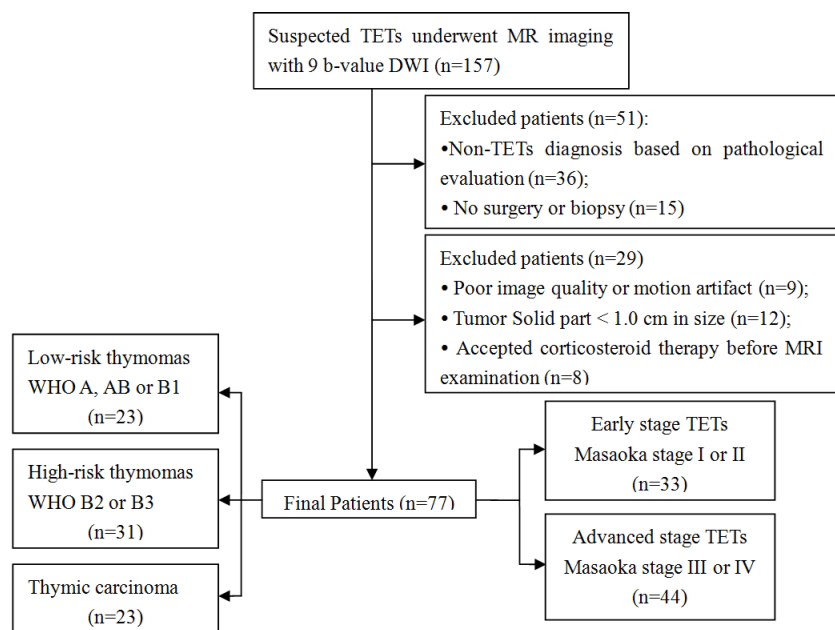 Suspected TETs underwent MR imaging
with 9 b-value DWI (n=157)
Excluded patients (n=51):
•Non-TETs diagnosis based on pathological
evaluation (n=36);
• No surgery or biopsy (n=15)
Excluded patients (n=29)
• Poor image quality or motion artifact (n=9);
• Tumor Solid part < 1.0 cm in size (n=12);
• Accepted corticosteroid therapy before MRI
examination (n=8)
Low-risk thymomas
WHO A, AB or B1
(n=23)
High-risk thymomas
WHO B2 or B3
(n=31)
Thymic carcinoma
(n=23)
Final Patients (n=77)
Early stage TETs
Masaoka stage I or II
(n=33)
Advanced stage TETs
Masaoka stage III or IV
(n=44)